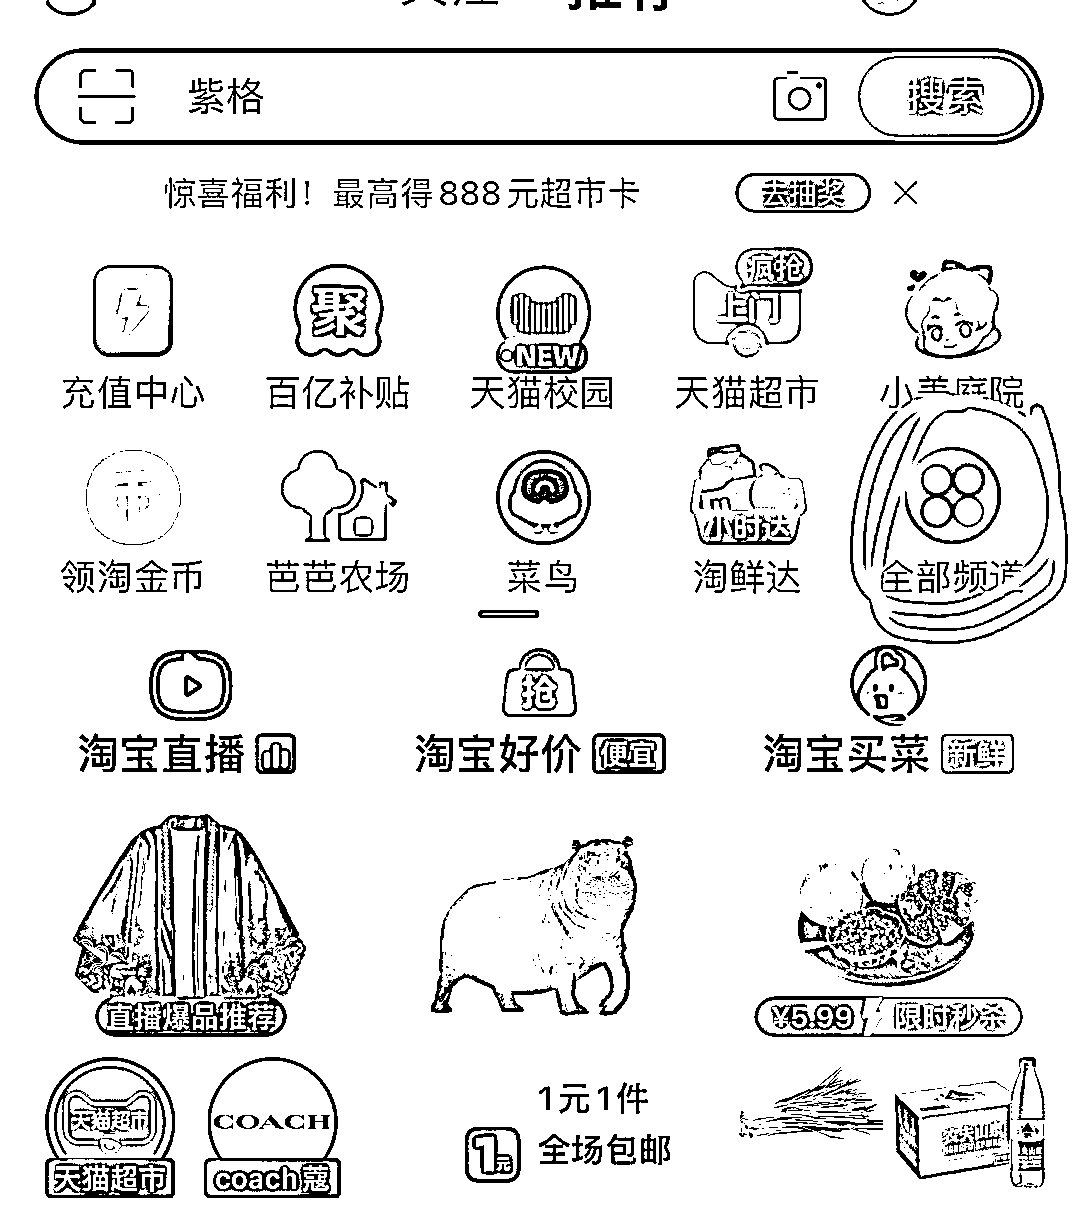 推荐
紫格 搜索
惊喜福利！最高得888元超市卡 去抽奖
聚 NEW 疯抢 上门
充值中心 百亿补贴 天猫校园 天猫超市 小美庭院
币 小时达
领淘金币 芭芭农场 菜鸟 淘鲜达 全部频道
抢
淘宝直播 淘宝好价 便宜 淘宝买菜 新鲜
直播爆品推荐 ¥5.99 限时秒杀
天猫超市 COACH 1元1件
1元 全场包邮
天猫超市 coach蔻